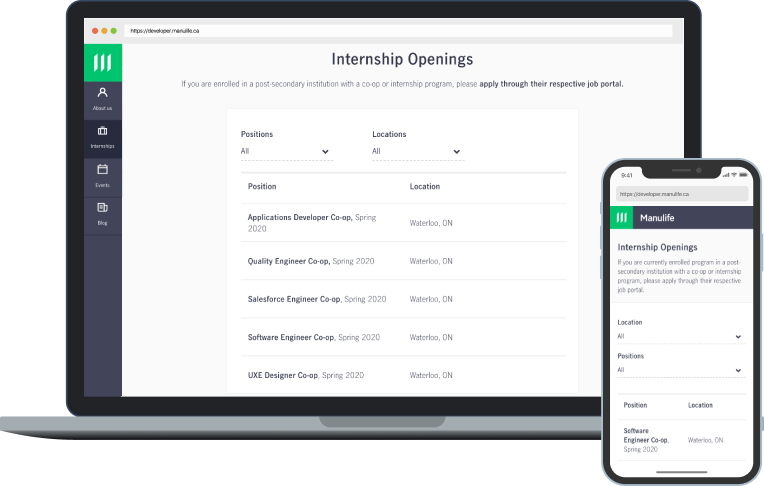 https://developer.manulife.ca
About us
Internships
Events
Blog
Internship Openings
If you are enrolled in a post-secondary institution with a co-op or internship program, please apply through their respective job portal.
Positions Locations
All All
Position Location
Applications Developer Co-op, Spring
2020
Waterloo, ON
Quality Engineer Co-op, Spring 2020 Waterloo, ON
Salesforce Engineer Co-op, Spring 2020 Waterloo, ON
Software Engineer Co-op, Spring 2020 Waterloo, ON
UXE Designer Co-op, Spring 2020 Waterloo, ON
9:41
https://developer.manulife.ca
Manulife
Internship Openings
If you are currently enrolled program in a post-
secondary institution with a co-op or internship
program, please apply through their respective
job portal.
Location
All
Positions
All
Position Location
Software
Engineer Co-op,
Spring 2020
Waterloo, ON